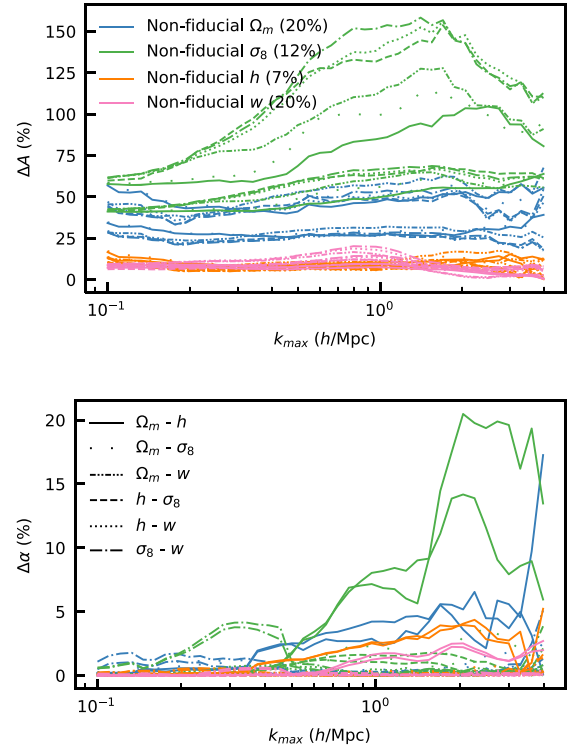 Non-fiducial Ωm (20%)
Non-fiducial σ8 (12%)
Non-fiducial h (7%)
Non-fiducial w (20%)
150
125
100
75
50
25
0
ΔA (%)
10⁻¹
10⁰
kmax (h/Mpc)
Ωm - h
Ωm - σ8
Ωm - w
h - σ8
h - w
σ8 - w
20
15
10
5
0
Δα (%)
10⁻¹
10⁰
kmax (h/Mpc)